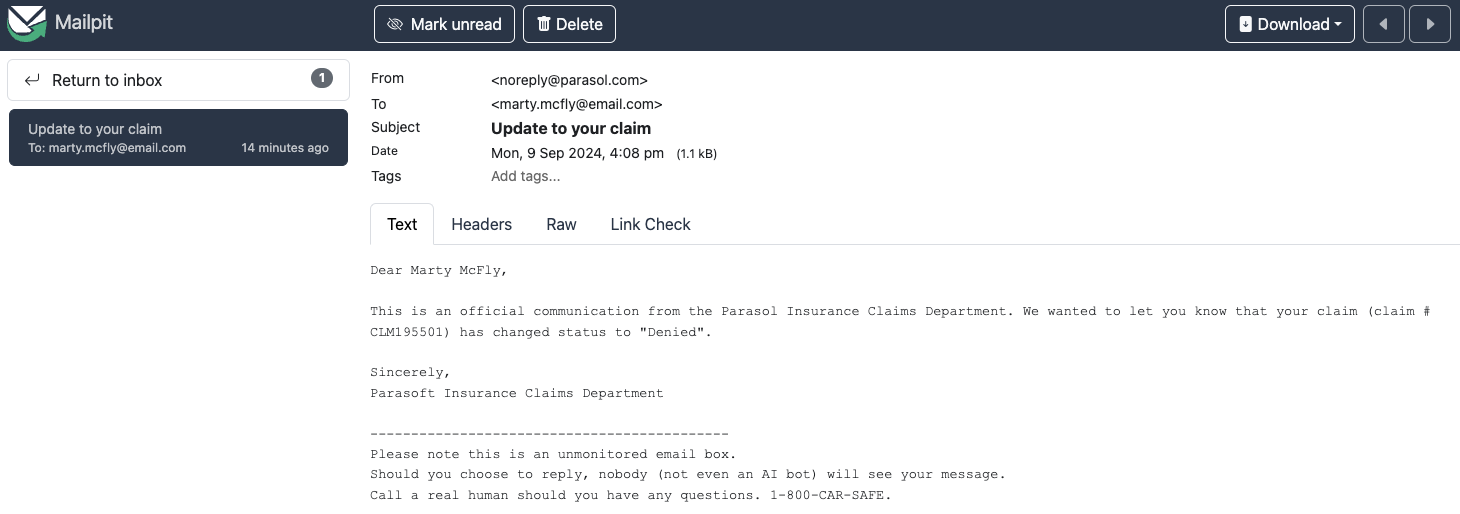 Mailpit
Mark unread
Delete
Download
Return to inbox 1
Update to your claim
To: marty.mcfly@email.com 14 minutes ago
From <noreply@parasol.com>
To <marty.mcfly@email.com>
Subject Update to your claim
Date Mon, 9 Sep 2024, 4:08 pm (1.1 kB)
Tags Add tags...
Text Headers Raw Link Check
Dear Marty McFly,
This is an official communication from the Parasol Insurance Claims Department. We wanted to let you know that your claim (claim #
CLM195501) has changed status to "Denied".
Sincerely,
Parasoft Insurance Claims Department
--------------------------------------------
Please note this is an unmonitored email box.
Should you choose to reply, nobody (not even an AI bot) will see your message.
Call a real human should you have any questions. 1-800-CAR-SAFE.